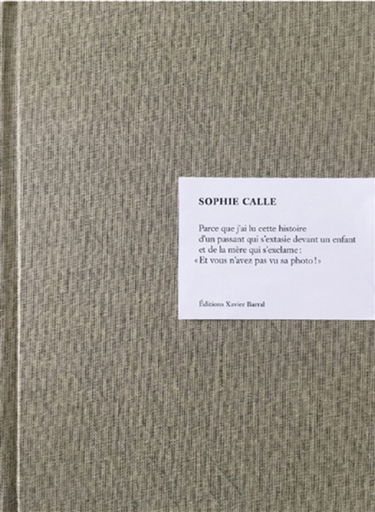 SOPHIE CALLE
Parce que j'ai lu cette histoire
d'un passant qui s'extasie devant un enfant
et de la mère qui s'exclame :
« Et vous n'avez pas vu sa photo ! »
Éditions Xavier Barral